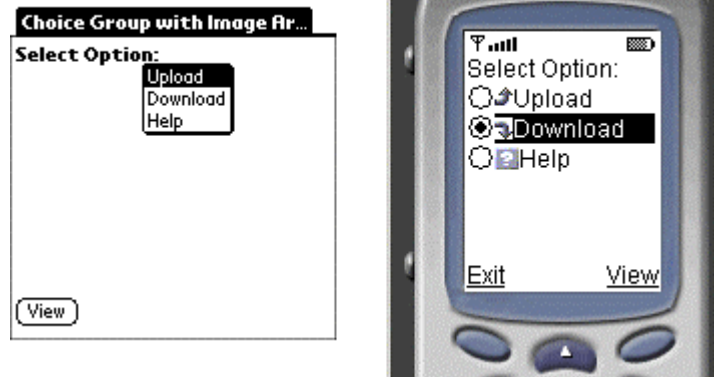 Choice Group with Image Ar...
Select Option:
Upload
Download
Help
View
Select Option:
Upload
Download
?Help
Exit View